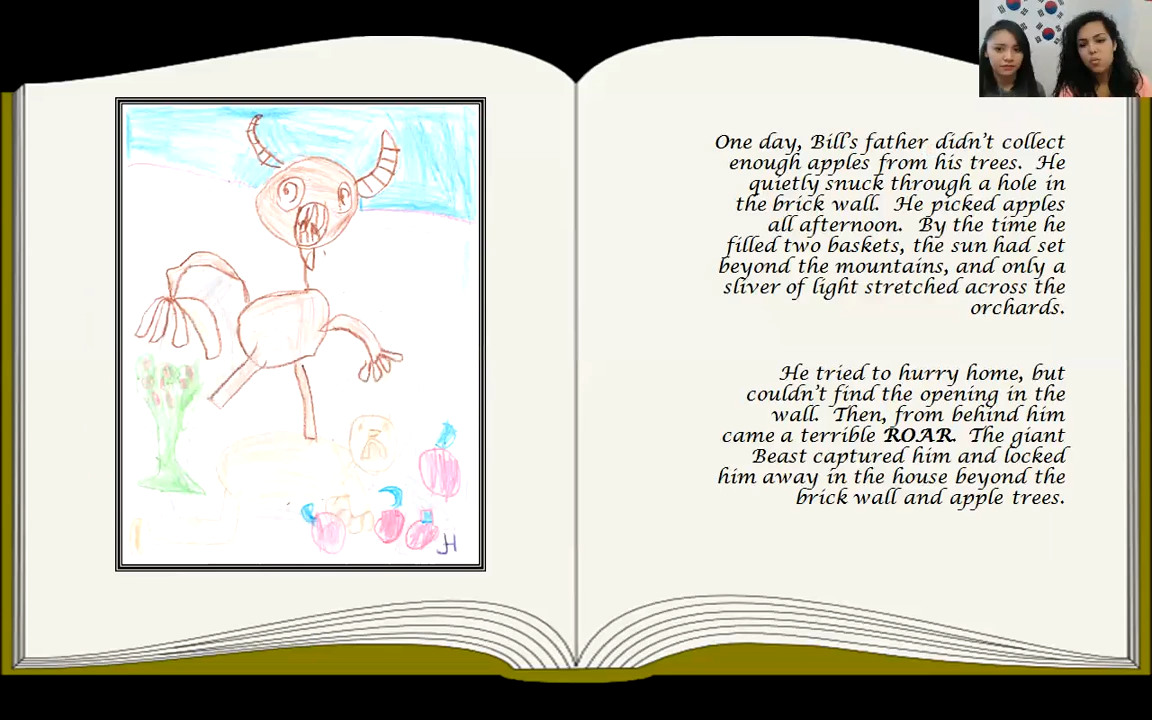 One day, Bill's father didn't collect
enough apples from his trees.  He
quietly snuck through a hole in
the brick wall.  He picked apples
all afternoon.  By the time he
filled two baskets, the sun had set
beyond the mountains, and only a
sliver of light stretched across the
orchards.
He tried to hurry home, but
couldn't find the opening in the
wall.  Then, from behind him
came a terrible ROAR.  The giant
Beast captured him and locked
him away in the house beyond the
brick wall and apple trees.
JH